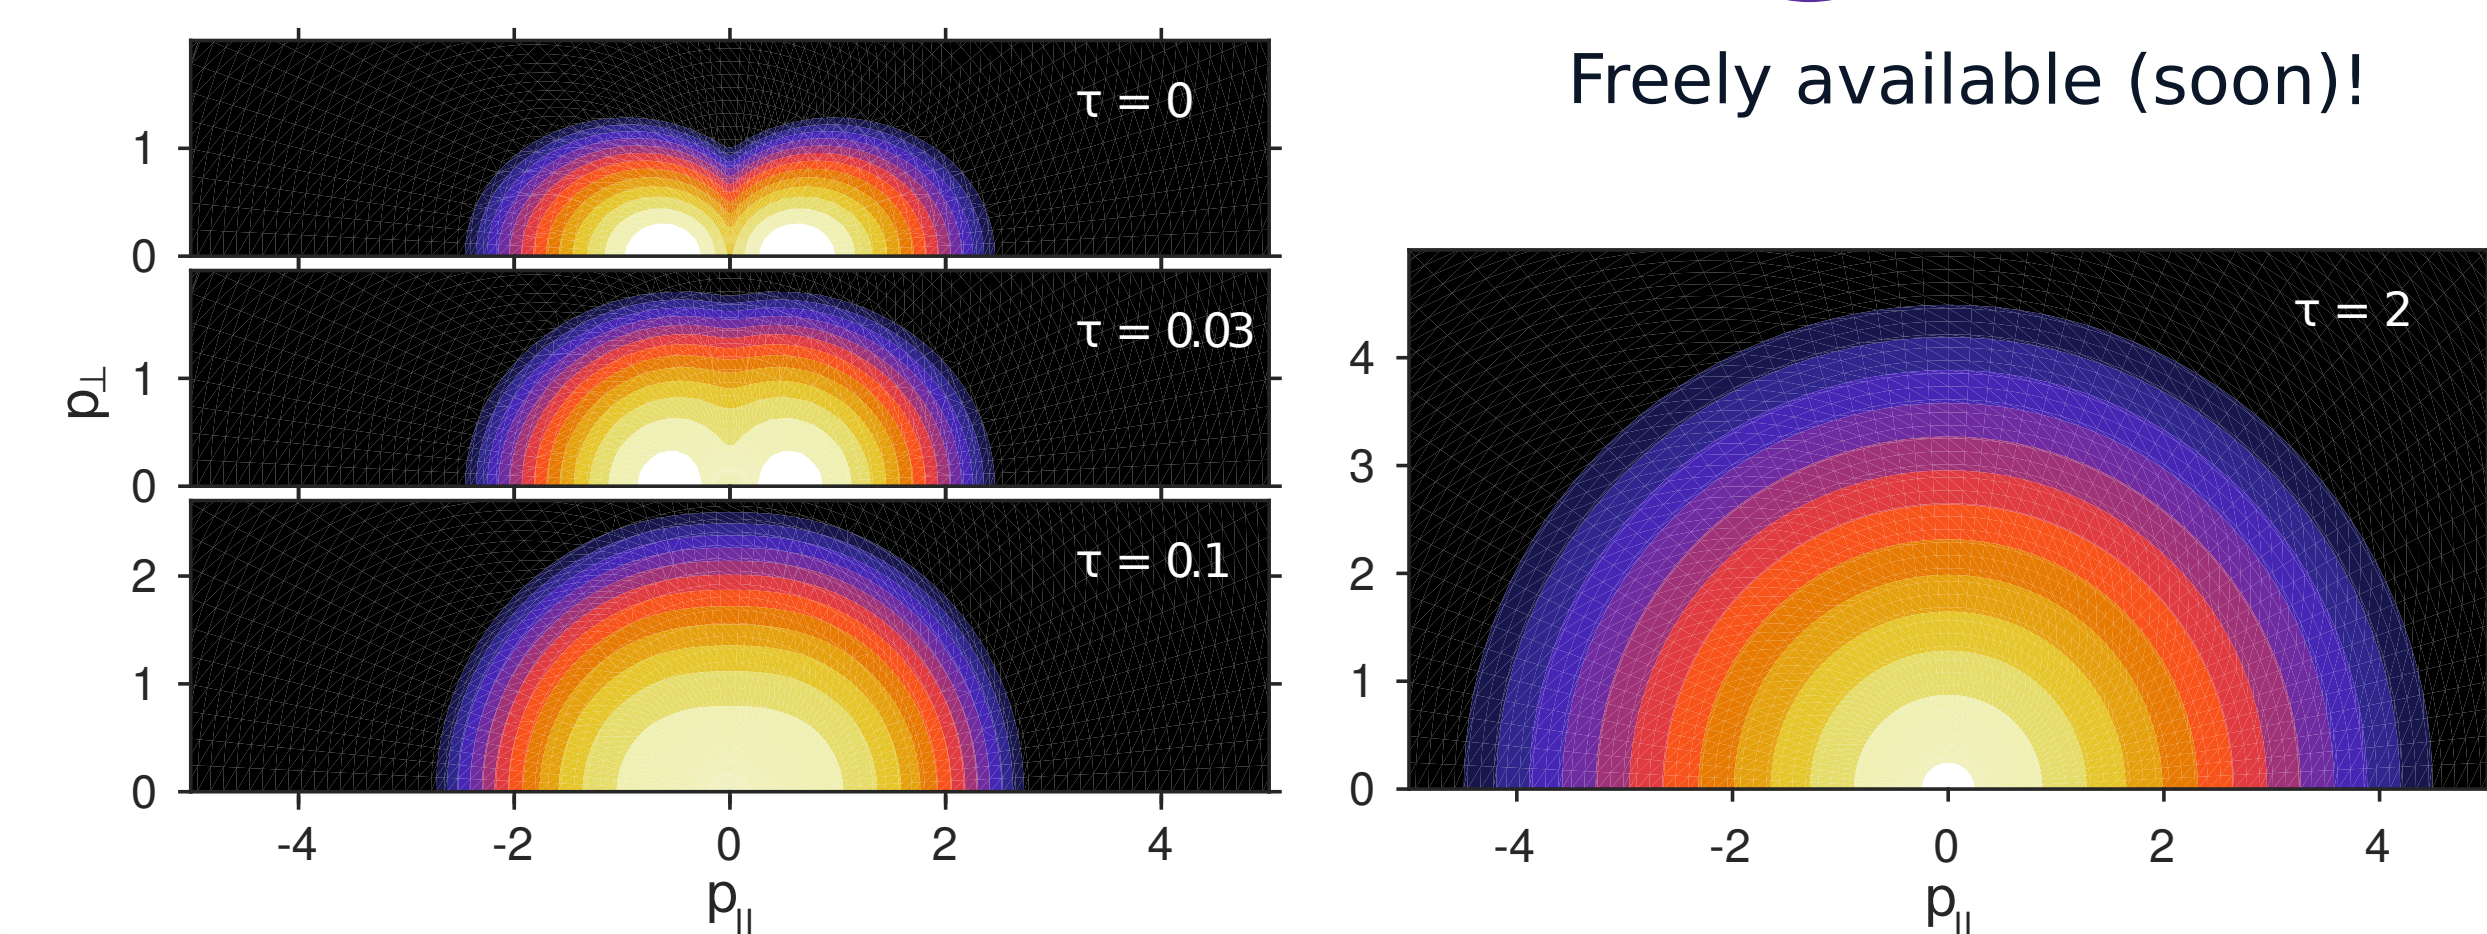 τ = 0
1
0
τ = 0.03
1
0
p⊥
τ = 0.1
2
1
0
-4 -2 0 2 4
p||
Freely available (soon)!
τ = 2
4
3
2
1
0
-4 -2 0 2 4
p||